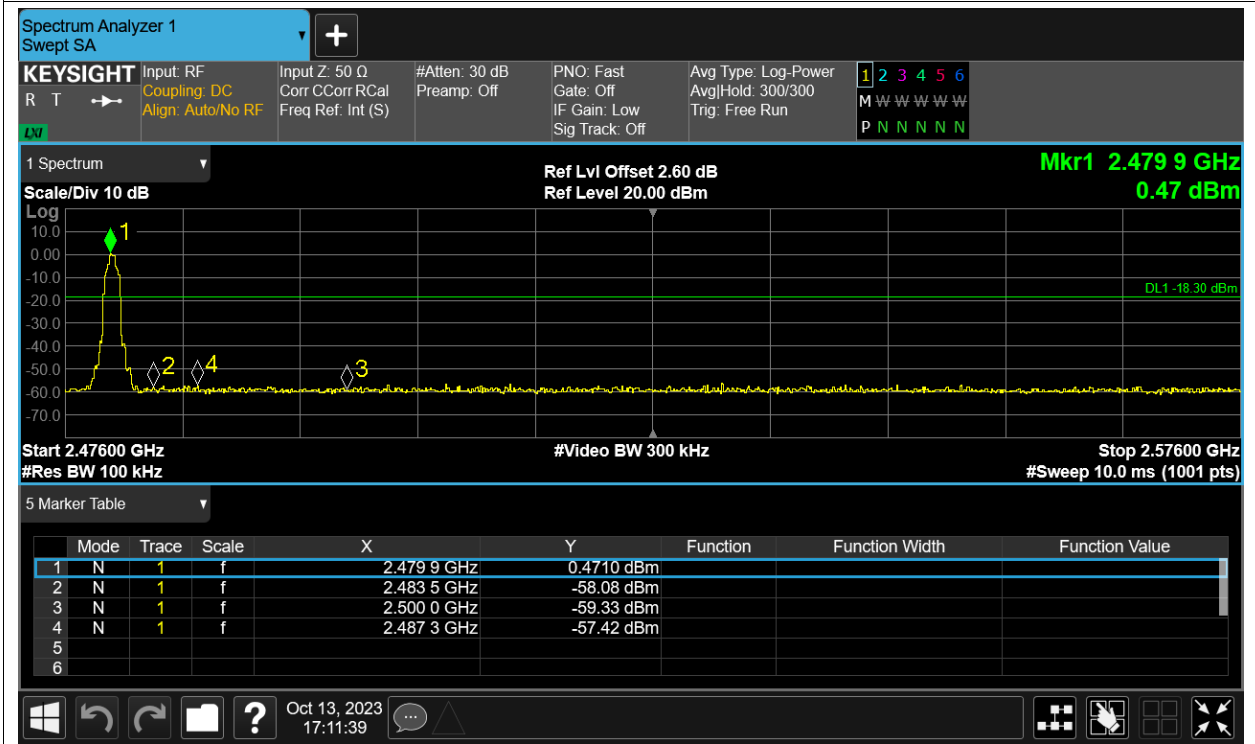 Spectrum Analyzer 1
Swept SA
+
KEYSIGHT Input: RF Input Z: 50 Ω #Atten: 30 dB PNO: Fast Avg Type: Log-Power 1 2 3 4 5 6
R T Coupling: DC Corr CCorr RCal Preamp: Off Gate: Off Avg|Hold: 300/300 M W W W W W
Align: Auto/No RF Freq Ref: Int (S) IF Gain: Low Trig: Free Run
LXI Sig Track: Off P N N N N N
1 Spectrum Ref Lvl Offset 2.60 dB Mkr1 2.479 9 GHz
Scale/Div 10 dB Ref Level 20.00 dBm 0.47 dBm
Log
10.0 1
0.00
-10.0
DL1 -18.30 dBm
-20.0
-30.0
-40.0
-50.0 2 4 3
-60.0
-70.0
Start 2.47600 GHz #Video BW 300 kHz Stop 2.57600 GHz
#Res BW 100 kHz #Sweep 10.0 ms (1001 pts)
5 Marker Table
Mode Trace Scale X Y Function Function Width Function Value
1 N 1 f 2.479 9 GHz 0.4710 dBm
2 N 1 f 2.483 5 GHz -58.08 dBm
3 N 1 f 2.500 0 GHz -59.33 dBm
4 N 1 f 2.487 3 GHz -57.42 dBm
5
6
? Oct 13, 2023
17:11:39